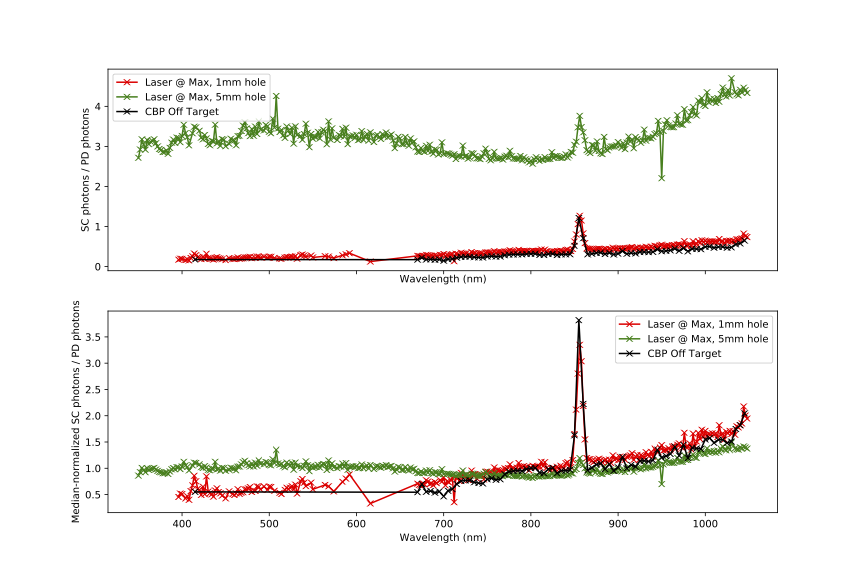 Laser @ Max, 1mm hole
Laser @ Max, 5mm hole
CBP Off Target
SC photons / PD photons
4
3
2
1
0
Wavelength (nm)
Laser @ Max, 1mm hole
Laser @ Max, 5mm hole
CBP Off Target
Median-normalized SC photons / PD photons
3.5
3.0
2.5
2.0
1.5
1.0
0.5
400 500 600 700 800 900 1000
Wavelength (nm)